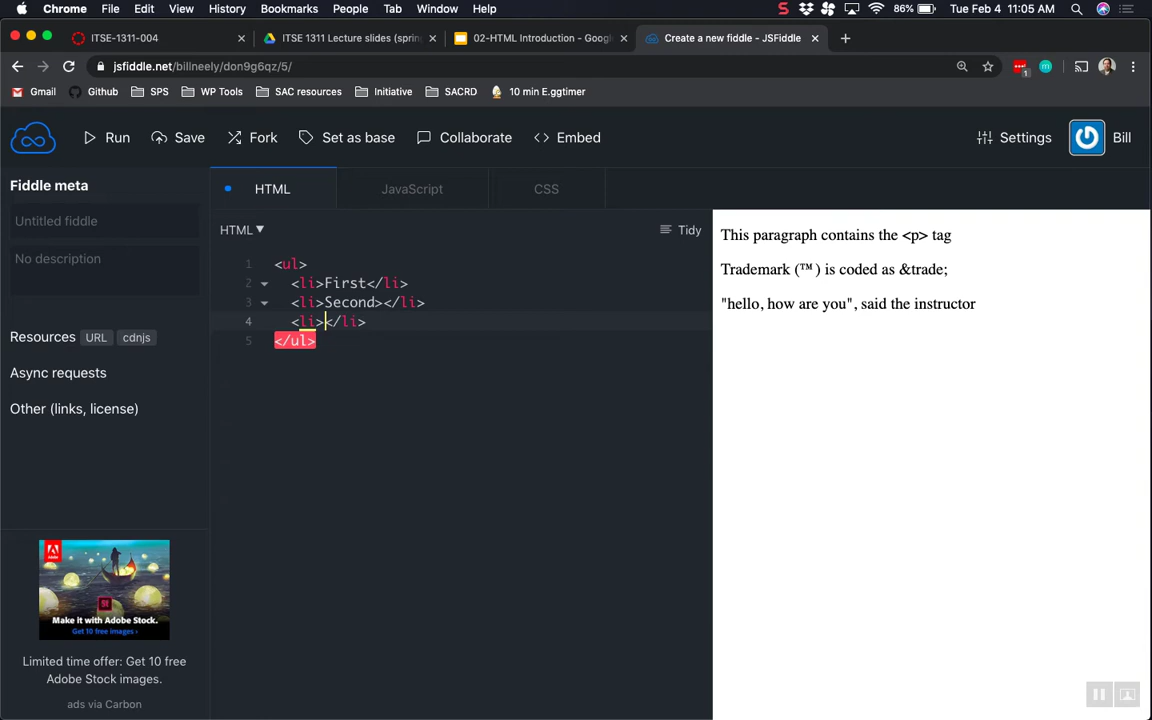 Chrome File Edit View History Bookmarks People Tab Window Help 86% Tue Feb 4 11:05 AM
ITSE-1311-004 ITSE 1311 Lecture slides (sprin 02-HTML Introduction - Googl Create a new fiddle - JSFiddle
jsfiddle.net/billneely/don9g6qz/5/
Gmail Github SPS WP Tools SAC resources Initiative SACRD 10 min E.ggtimer
Run Save Fork Set as base Collaborate Embed Settings Bill
Fiddle meta
Untitled fiddle
No description
Resources URL cdnjs
Async requests
Other (links, license)
HTML JavaScript CSS
HTML▼ Tidy
1 <ul>
2 <li>First</li>
3 <li>Second></li>
4 <li></li>
5 </ul>
This paragraph contains the <p> tag
Trademark (™) is coded as &trade;
"hello, how are you", said the instructor
St
Make it with Adobe Stock.
Get 10 free images ›
Limited time offer: Get 10 free
Adobe Stock images.
ads via Carbon